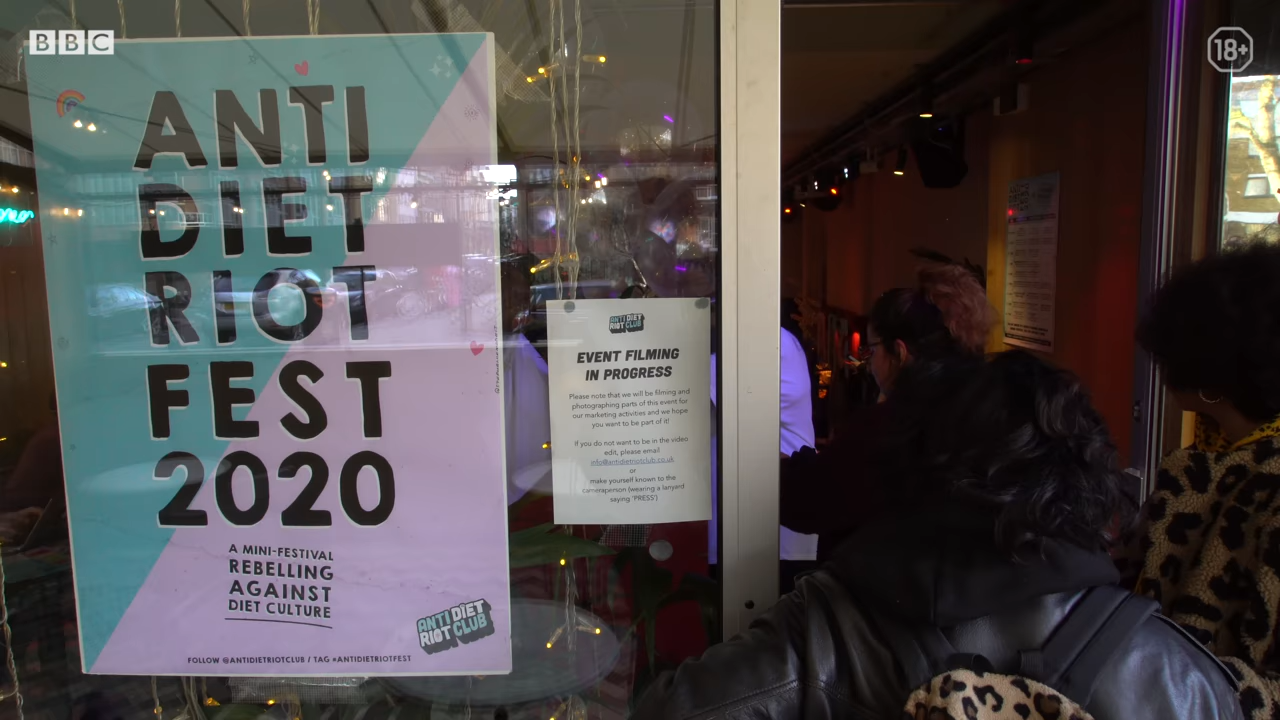 BBC
18+
ANTI
DIET
RIOT
FEST
2020
A MINI-FESTIVAL
REBELLING
AGAINST
DIET CULTURE
ANTI DIET
RIOT CLUB
FOLLOW @ANTIDIETRIOTCLUB / TAG #ANTIDIETRIOTFEST
ANTI DIET
RIOT CLUB
EVENT FILMING
IN PROGRESS
Please note that we will be filming and
photographing parts of this event for
our marketing activities and we hope
you want to be part of it!
if you do not want to be in the video
edit, please email
info@antidietriotclub.co.uk
or
make yourself known to the
cameraperson (wearing a lanyard
saying 'PRESS')